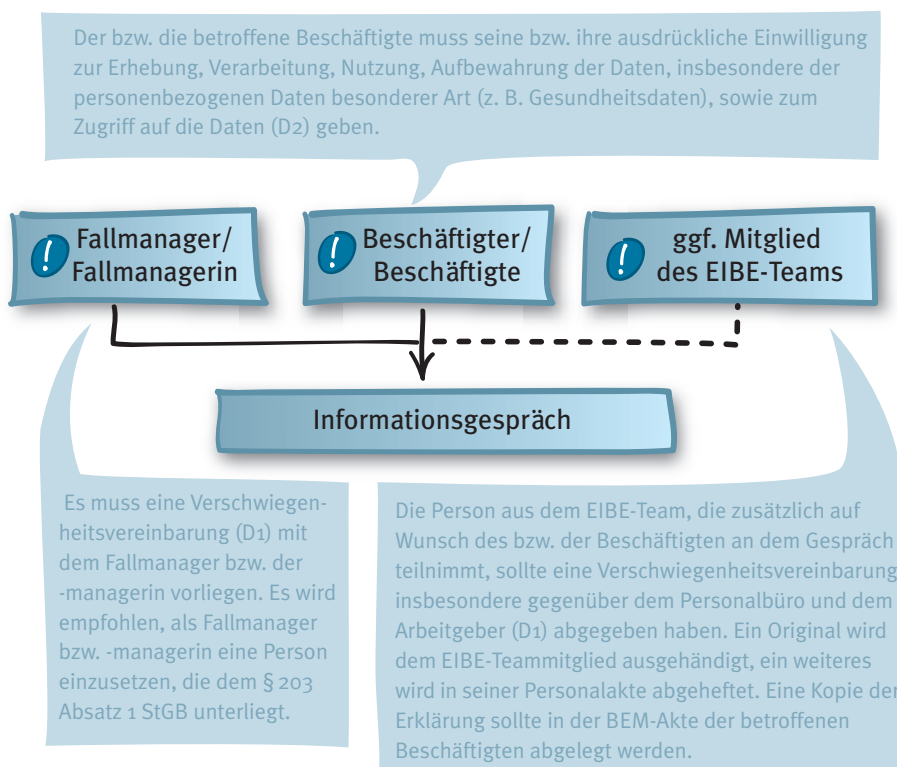 Der bzw. die betroffene Beschäftigte muss seine bzw. ihre ausdrückliche Einwilligung
zur Erhebung, Verarbeitung, Nutzung, Aufbewahrung der Daten, insbesondere der
personenbezogenen Daten besonderer Art (z. B. Gesundheitsdaten), sowie zum
Zugriff auf die Daten (D2) geben.
! Fallmanager/
Fallmanagerin
! Beschäftigter/
Beschäftigte
! ggf. Mitglied
des EIBE-Teams
Informationsgespräch
Es muss eine Verschwiegen-
heitsvereinbarung (D1) mit
dem Fallmanager bzw. der
-managerin vorliegen. Es wird
empfohlen, als Fallmanager
bzw. -managerin eine Person
einzusetzen, die dem § 203
Absatz 1 StGB unterliegt.
Die Person aus dem EIBE-Team, die zusätzlich auf
Wunsch des bzw. der Beschäftigten an dem Gespräch
teilnimmt, sollte eine Verschwiegenheitsvereinbarung
insbesondere gegenüber dem Personalbüro und dem
Arbeitgeber (D1) abgegeben haben. Ein Original wird
dem EIBE-Teammitglied ausgehändigt, ein weiteres
wird in seiner Personalakte abgeheftet. Eine Kopie der
Erklärung sollte in der BEM-Akte der betroffenen
Beschäftigten abgelegt werden.